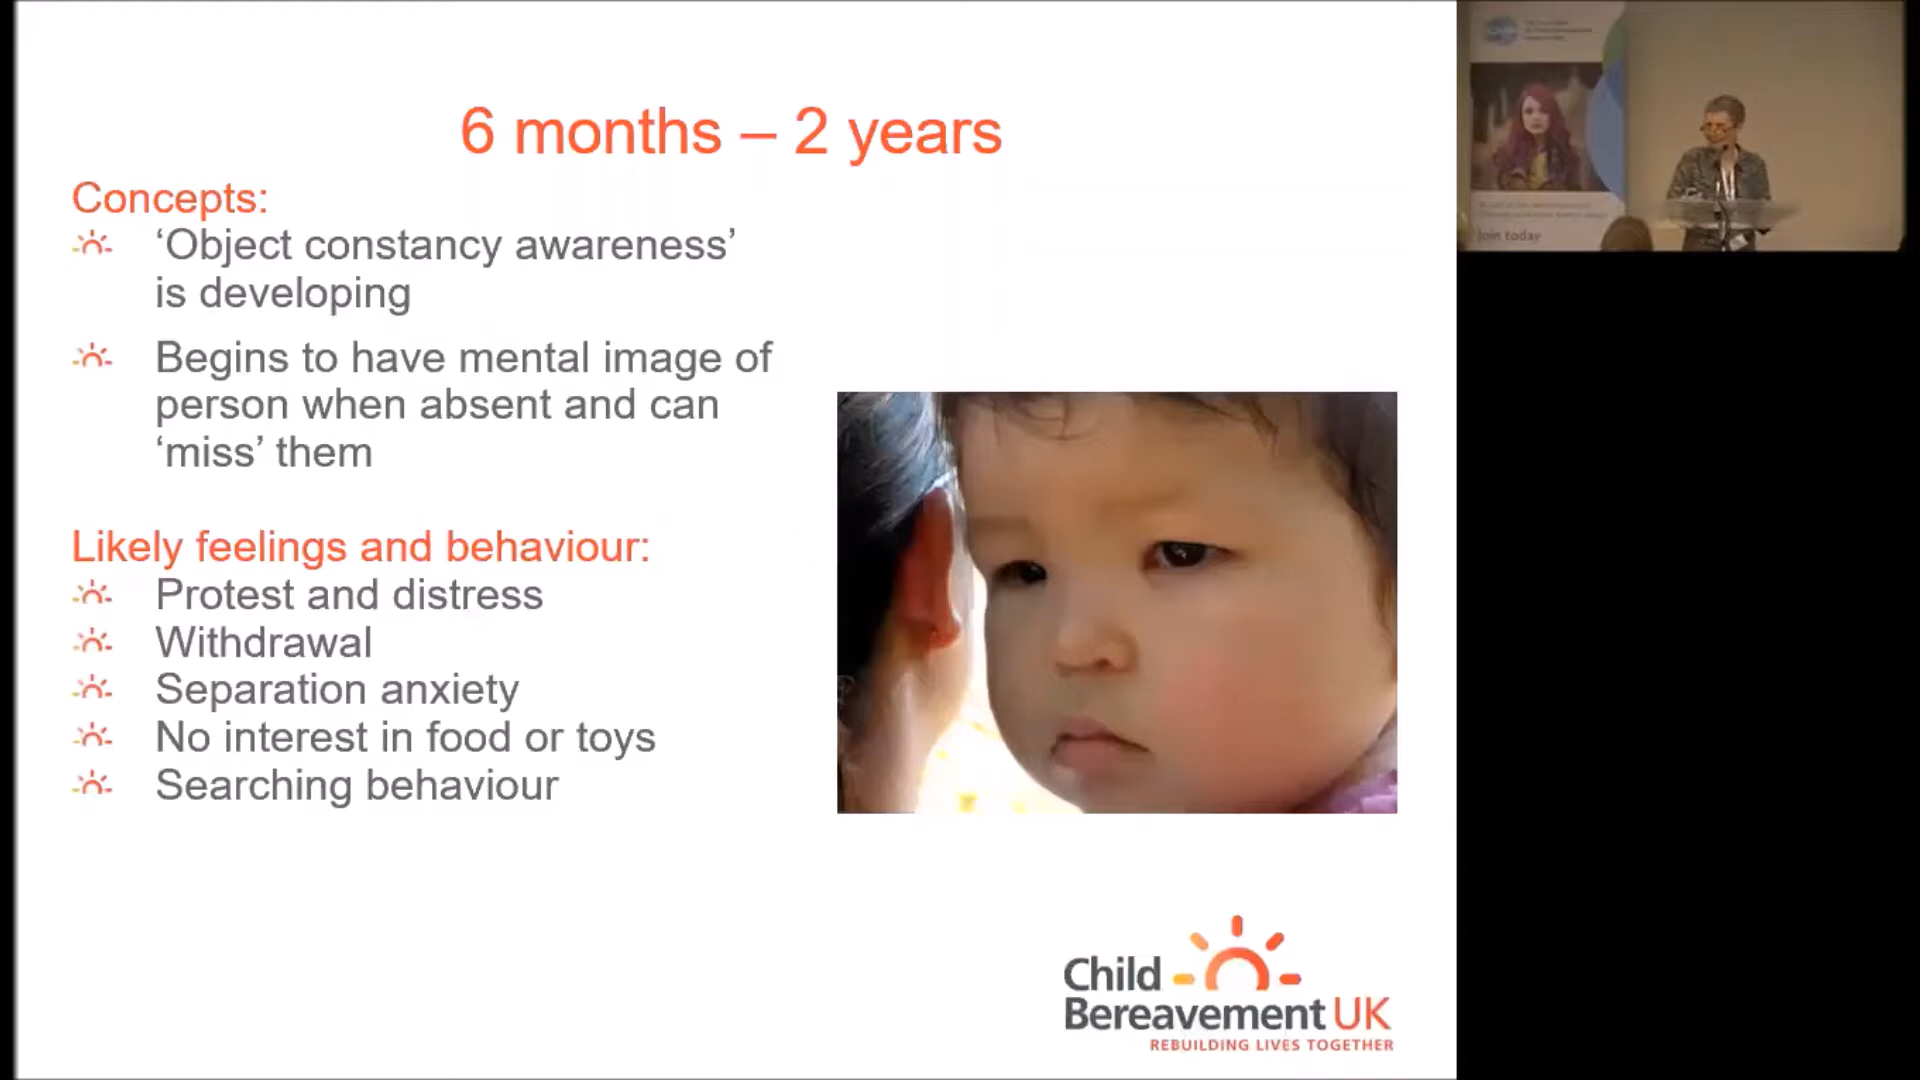 6 months – 2 years
Concepts:
‘Object constancy awareness’
is developing
Begins to have mental image of
person when absent and can
‘miss’ them
Likely feelings and behaviour:
Protest and distress
Withdrawal
Separation anxiety
No interest in food or toys
Searching behaviour
Child
Bereavement UK
REBUILDING LIVES TOGETHER
Join today